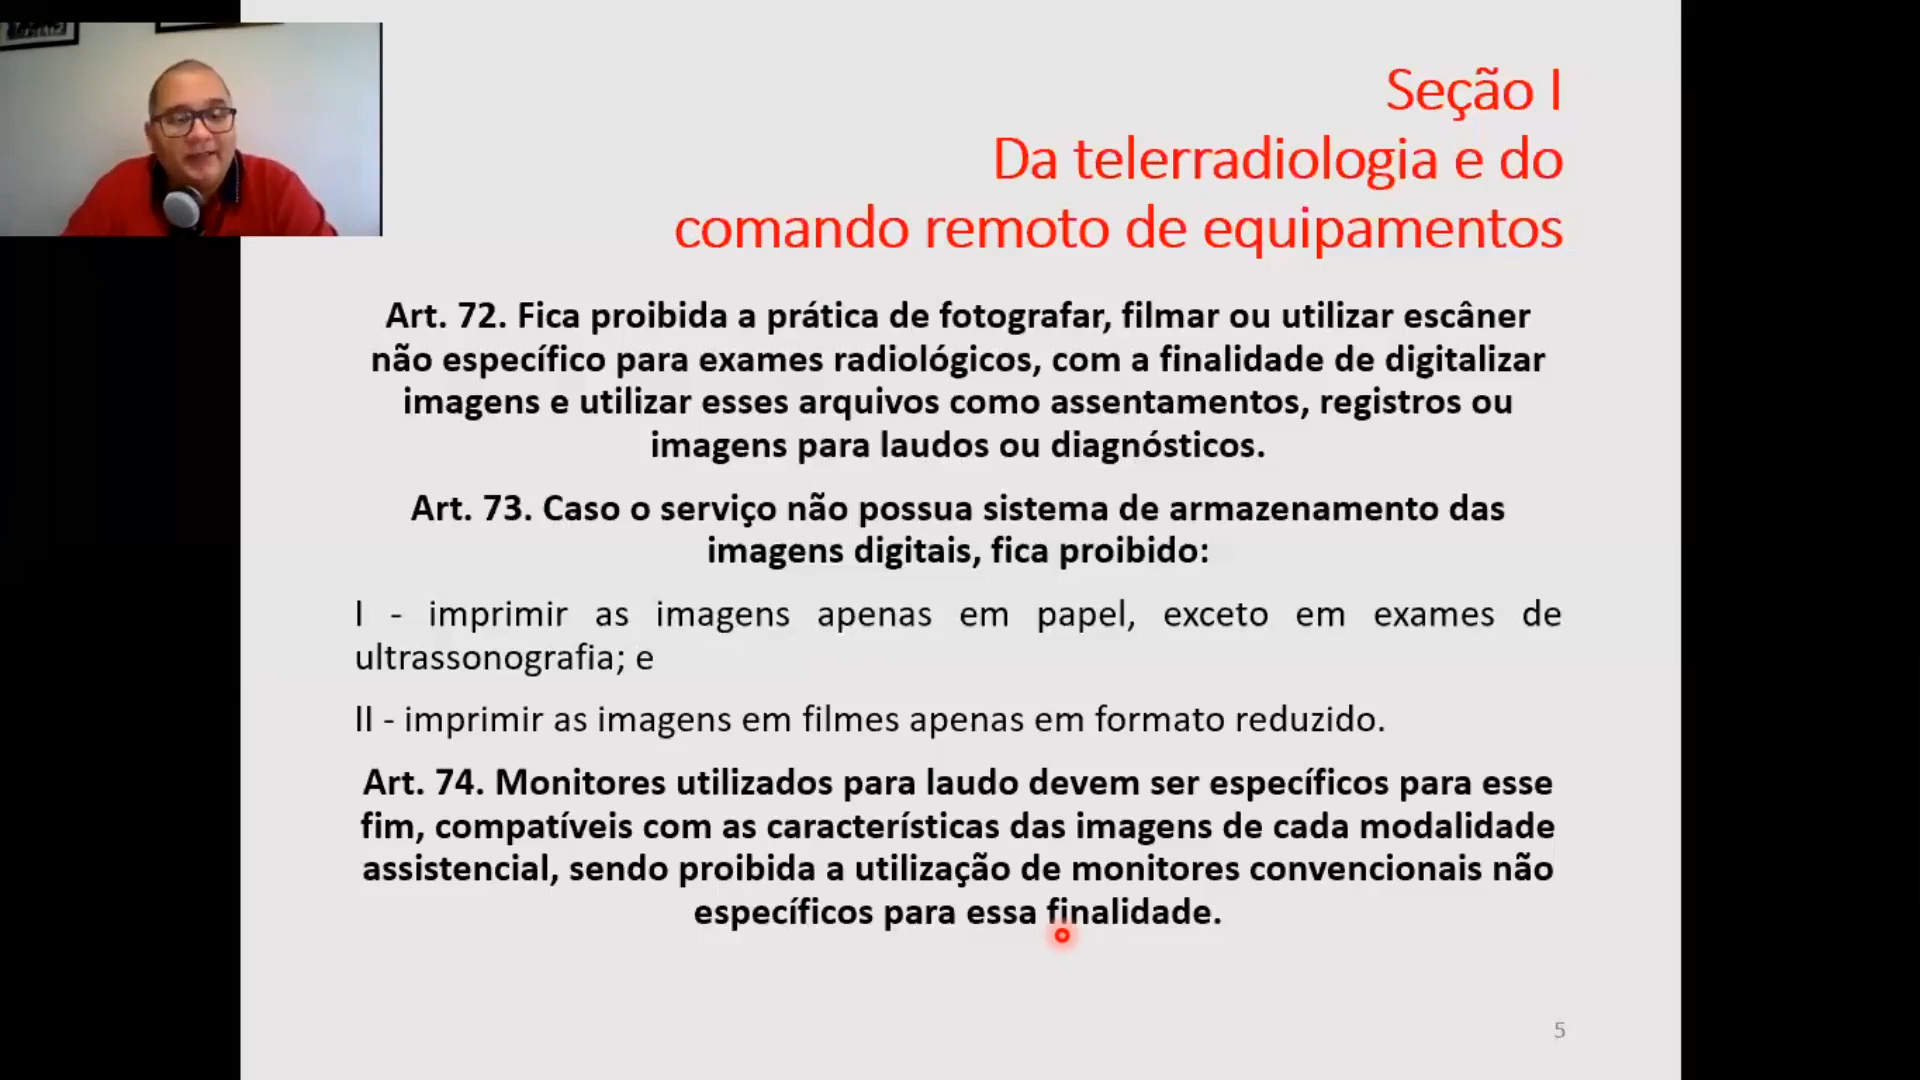 Seção I
Da telerradiologia e do
comando remoto de equipamentos
Art. 72. Fica proibida a prática de fotografar, filmar ou utilizar escâner
não específico para exames radiológicos, com a finalidade de digitalizar
imagens e utilizar esses arquivos como assentamentos, registros ou
imagens para laudos ou diagnósticos.
Art. 73. Caso o serviço não possua sistema de armazenamento das
imagens digitais, fica proibido:
I - imprimir as imagens apenas em papel, exceto em exames de
ultrassonografia; e
II - imprimir as imagens em filmes apenas em formato reduzido.
Art. 74. Monitores utilizados para laudo devem ser específicos para esse
fim, compatíveis com as características das imagens de cada modalidade
assistencial, sendo proibida a utilização de monitores convencionais não
específicos para essa finalidade.
5